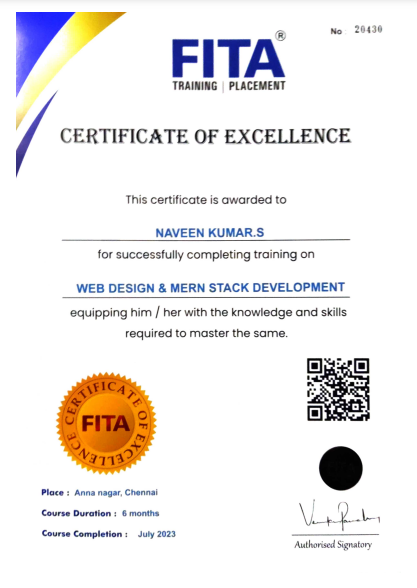 No 20430
FITA®
TRAINING | PLACEMENT
CERTIFICATE OF EXCELLENCE
This certificate is awarded to
NAVEEN KUMAR.S
for successfully completing training on
WEB DESIGN & MERN STACK DEVELOPMENT
equipping him / her with the knowledge and skills
required to master the same.
CERTIFICATE OF EXCELLENCE
FITA
Place : Anna nagar, Chennai
Course Duration : 6 months
Course Completion : July 2023
Authorised Signatory